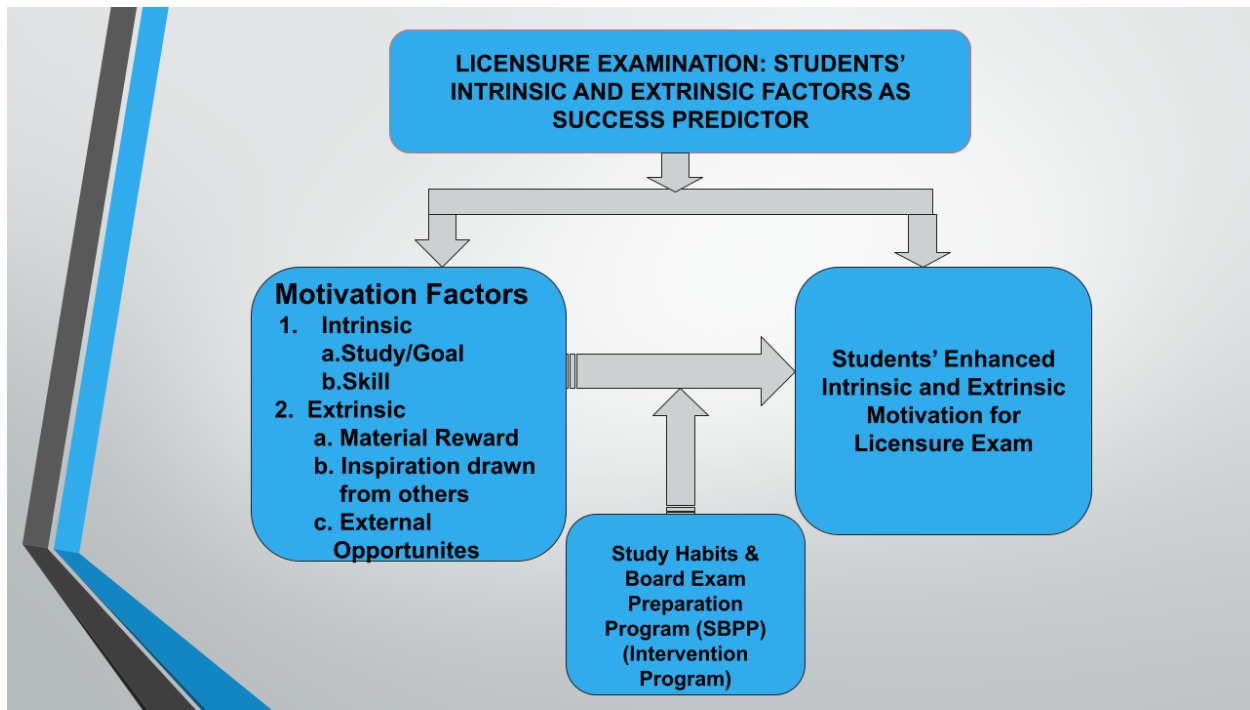 LICENSURE EXAMINATION: STUDENTS’
INTRINSIC AND EXTRINSIC FACTORS AS
SUCCESS PREDICTOR
Motivation Factors
1. Intrinsic
a.Study/Goal
b.Skill
2. Extrinsic
a. Material Reward
b. Inspiration drawn
from others
c. External
Opportunites
Students’ Enhanced
Intrinsic and Extrinsic
Motivation for
Licensure Exam
Study Habits &
Board Exam
Preparation
Program (SBPP)
(Intervention
Program)